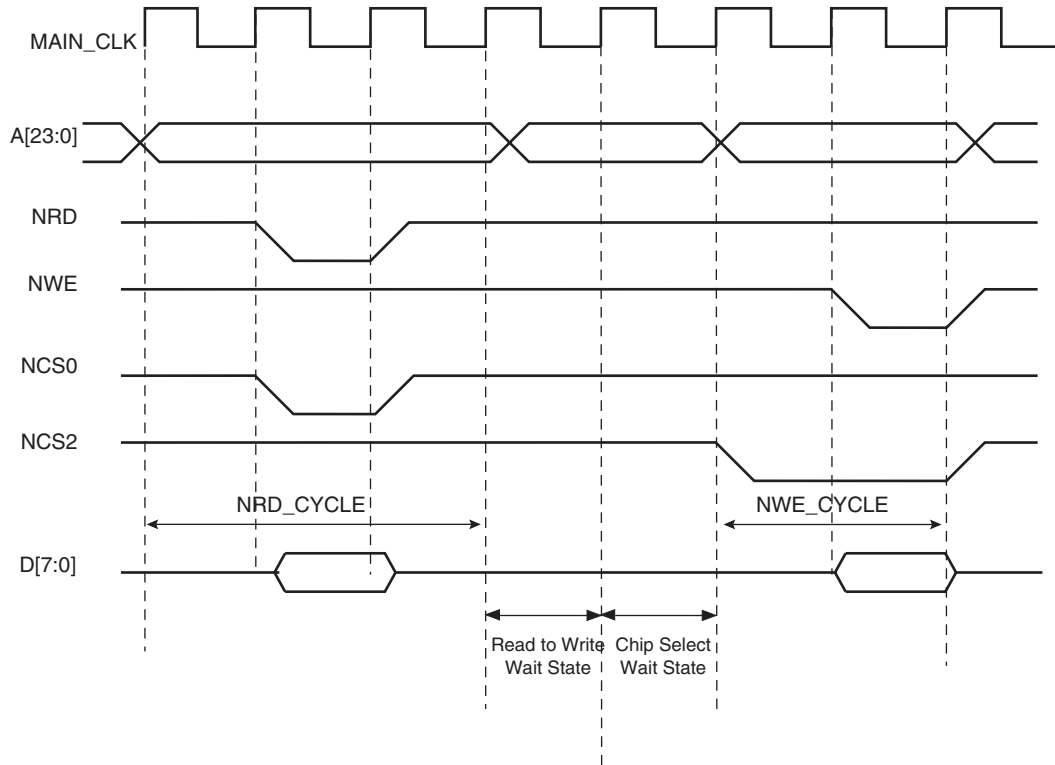 MAIN_CLK
A[23:0]
NRD
NWE
NCS0
NCS2
NRD_CYCLE
NWE_CYCLE
D[7:0]
Read to Write
Wait State
Chip Select
Wait State